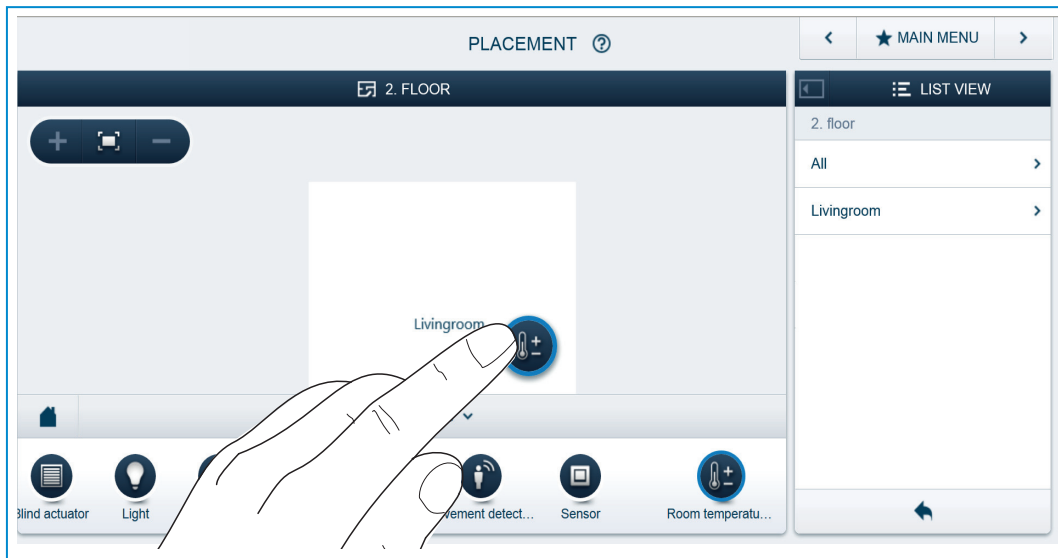 PLACEMENT ?
MAIN MENU
2. FLOOR
LIST VIEW
2. floor
All
Livingroom
Livingroom
Blind actuator
Light
vement detect...
Sensor
Room temperatu...